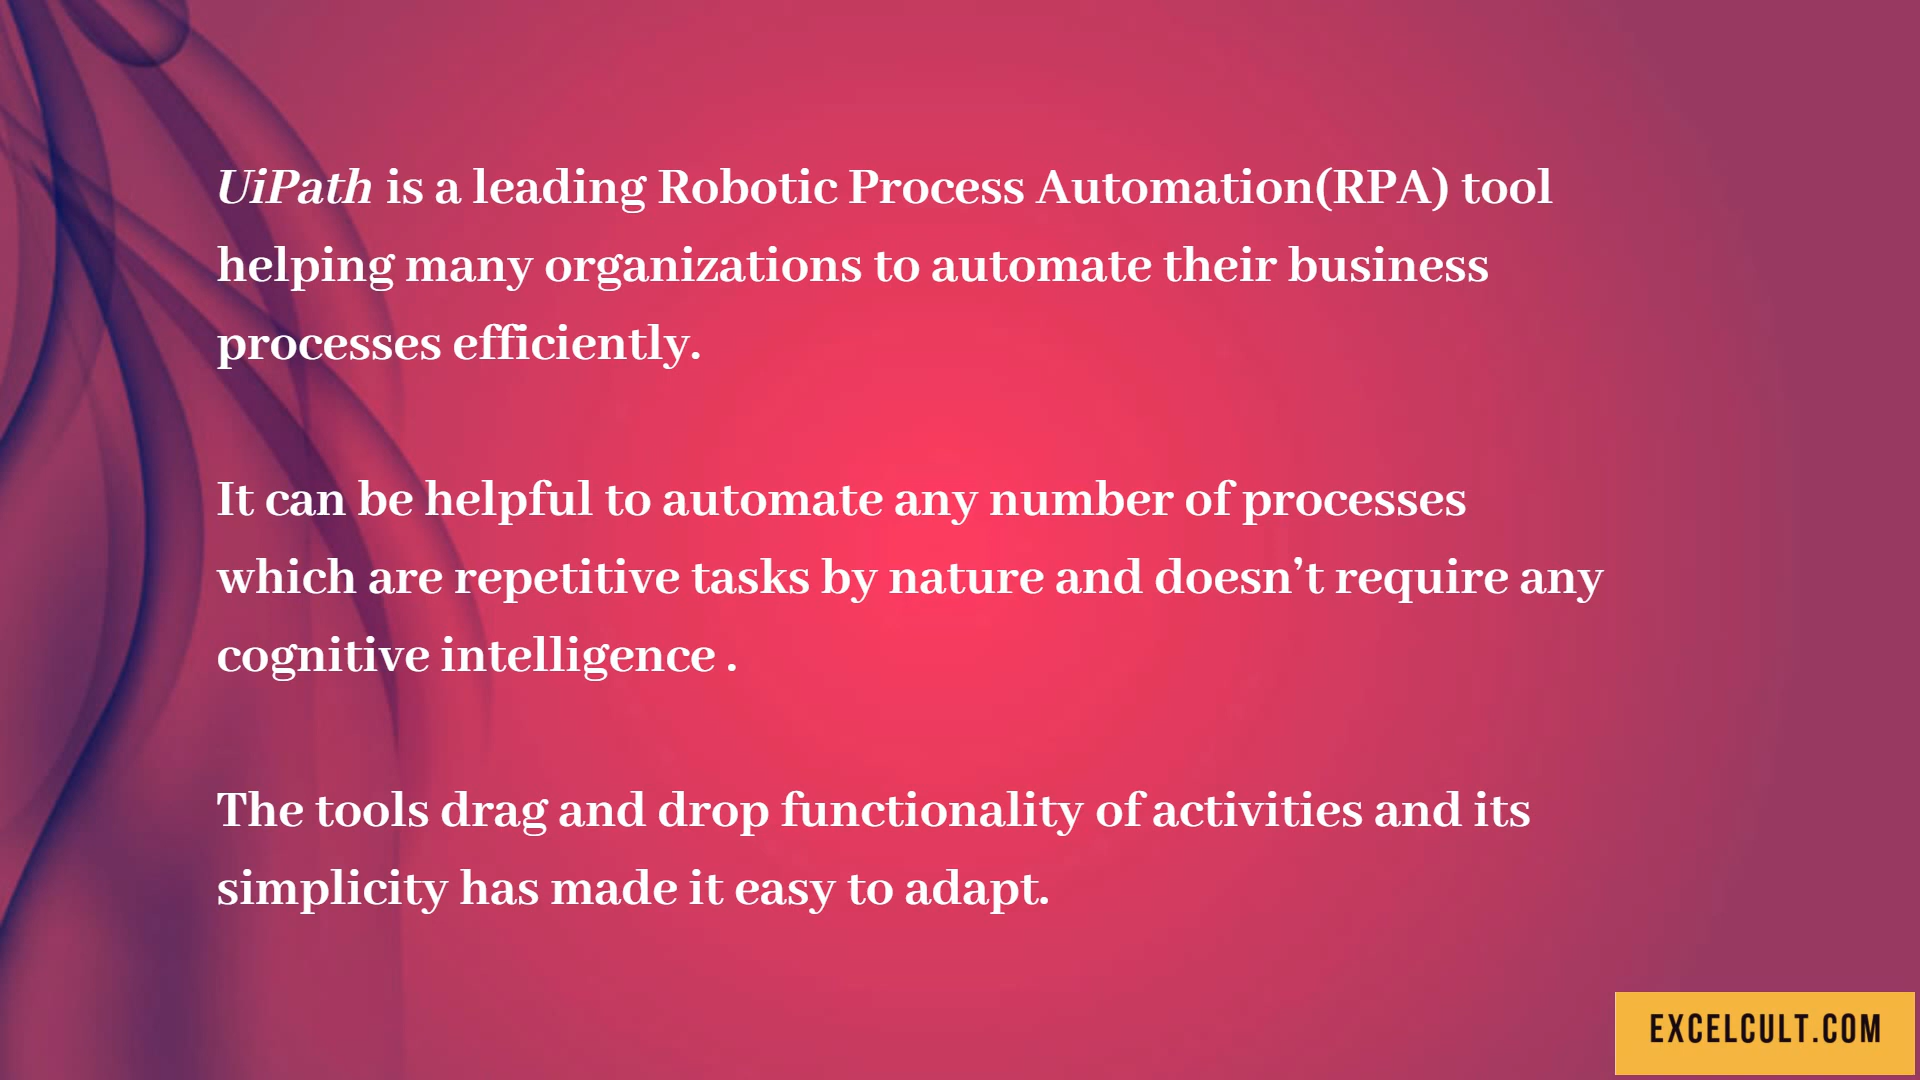 UiPath is a leading Robotic Process Automation(RPA) tool
helping many organizations to automate their business
processes efficiently.
It can be helpful to automate any number of processes
which are repetitive tasks by nature and doesn’t require any
cognitive intelligence .
The tools drag and drop functionality of activities and its
simplicity has made it easy to adapt.
EXCELCULT.COM